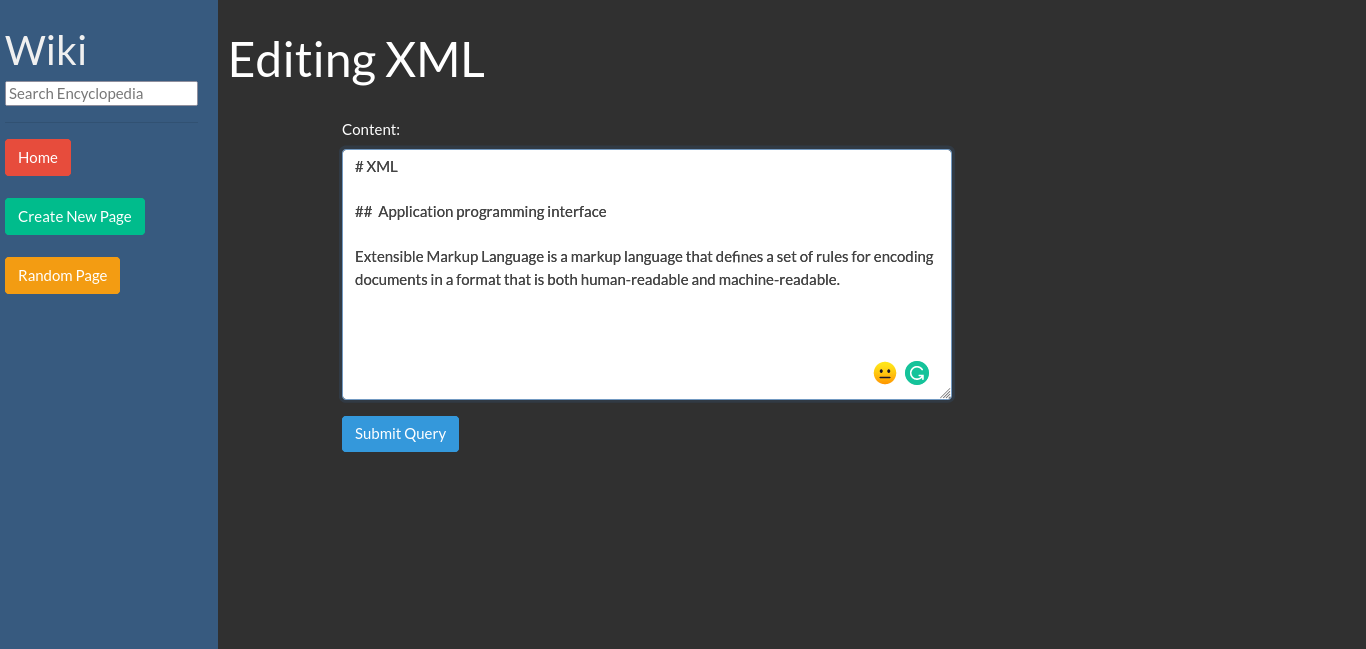 Wiki
Search Encyclopedia
Home
Create New Page
Random Page
Editing XML
Content:
# XML
##  Application programming interface
Extensible Markup Language is a markup language that defines a set of rules for encoding
documents in a format that is both human-readable and machine-readable.
Submit Query